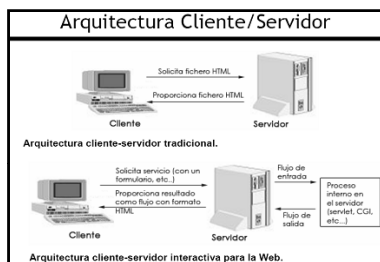 Arquitectura Cliente/Servidor
Solicita fichero HTML
Proporciona fichero HTML
Cliente
Servidor
Arquitectura cliente-servidor tradicional.
Solicita servicio (con un
formulario, etc..)
Proporciona resultado
como flujo con formato
HTML
Cliente
Servidor
Flujo de
entrada
Flujo de
salida
Proceso
interno en
el servidor
(servlet, CGI,
etc...)
Arquitectura cliente-servidor interactiva para la Web.